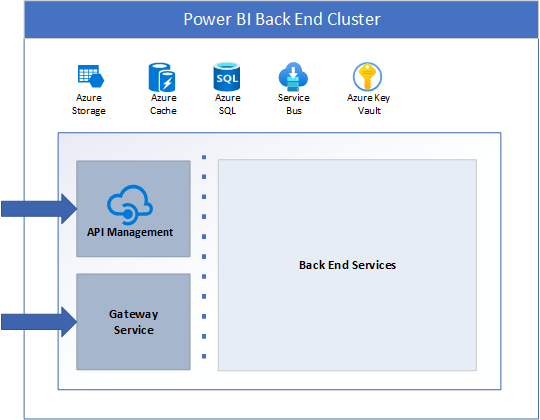 Power BI Back End Cluster
Azure
Storage
Azure
Cache
SQL
Azure
SQL
Service
Bus
Azure Key
Vault
API Management
Gateway
Service
Back End Services